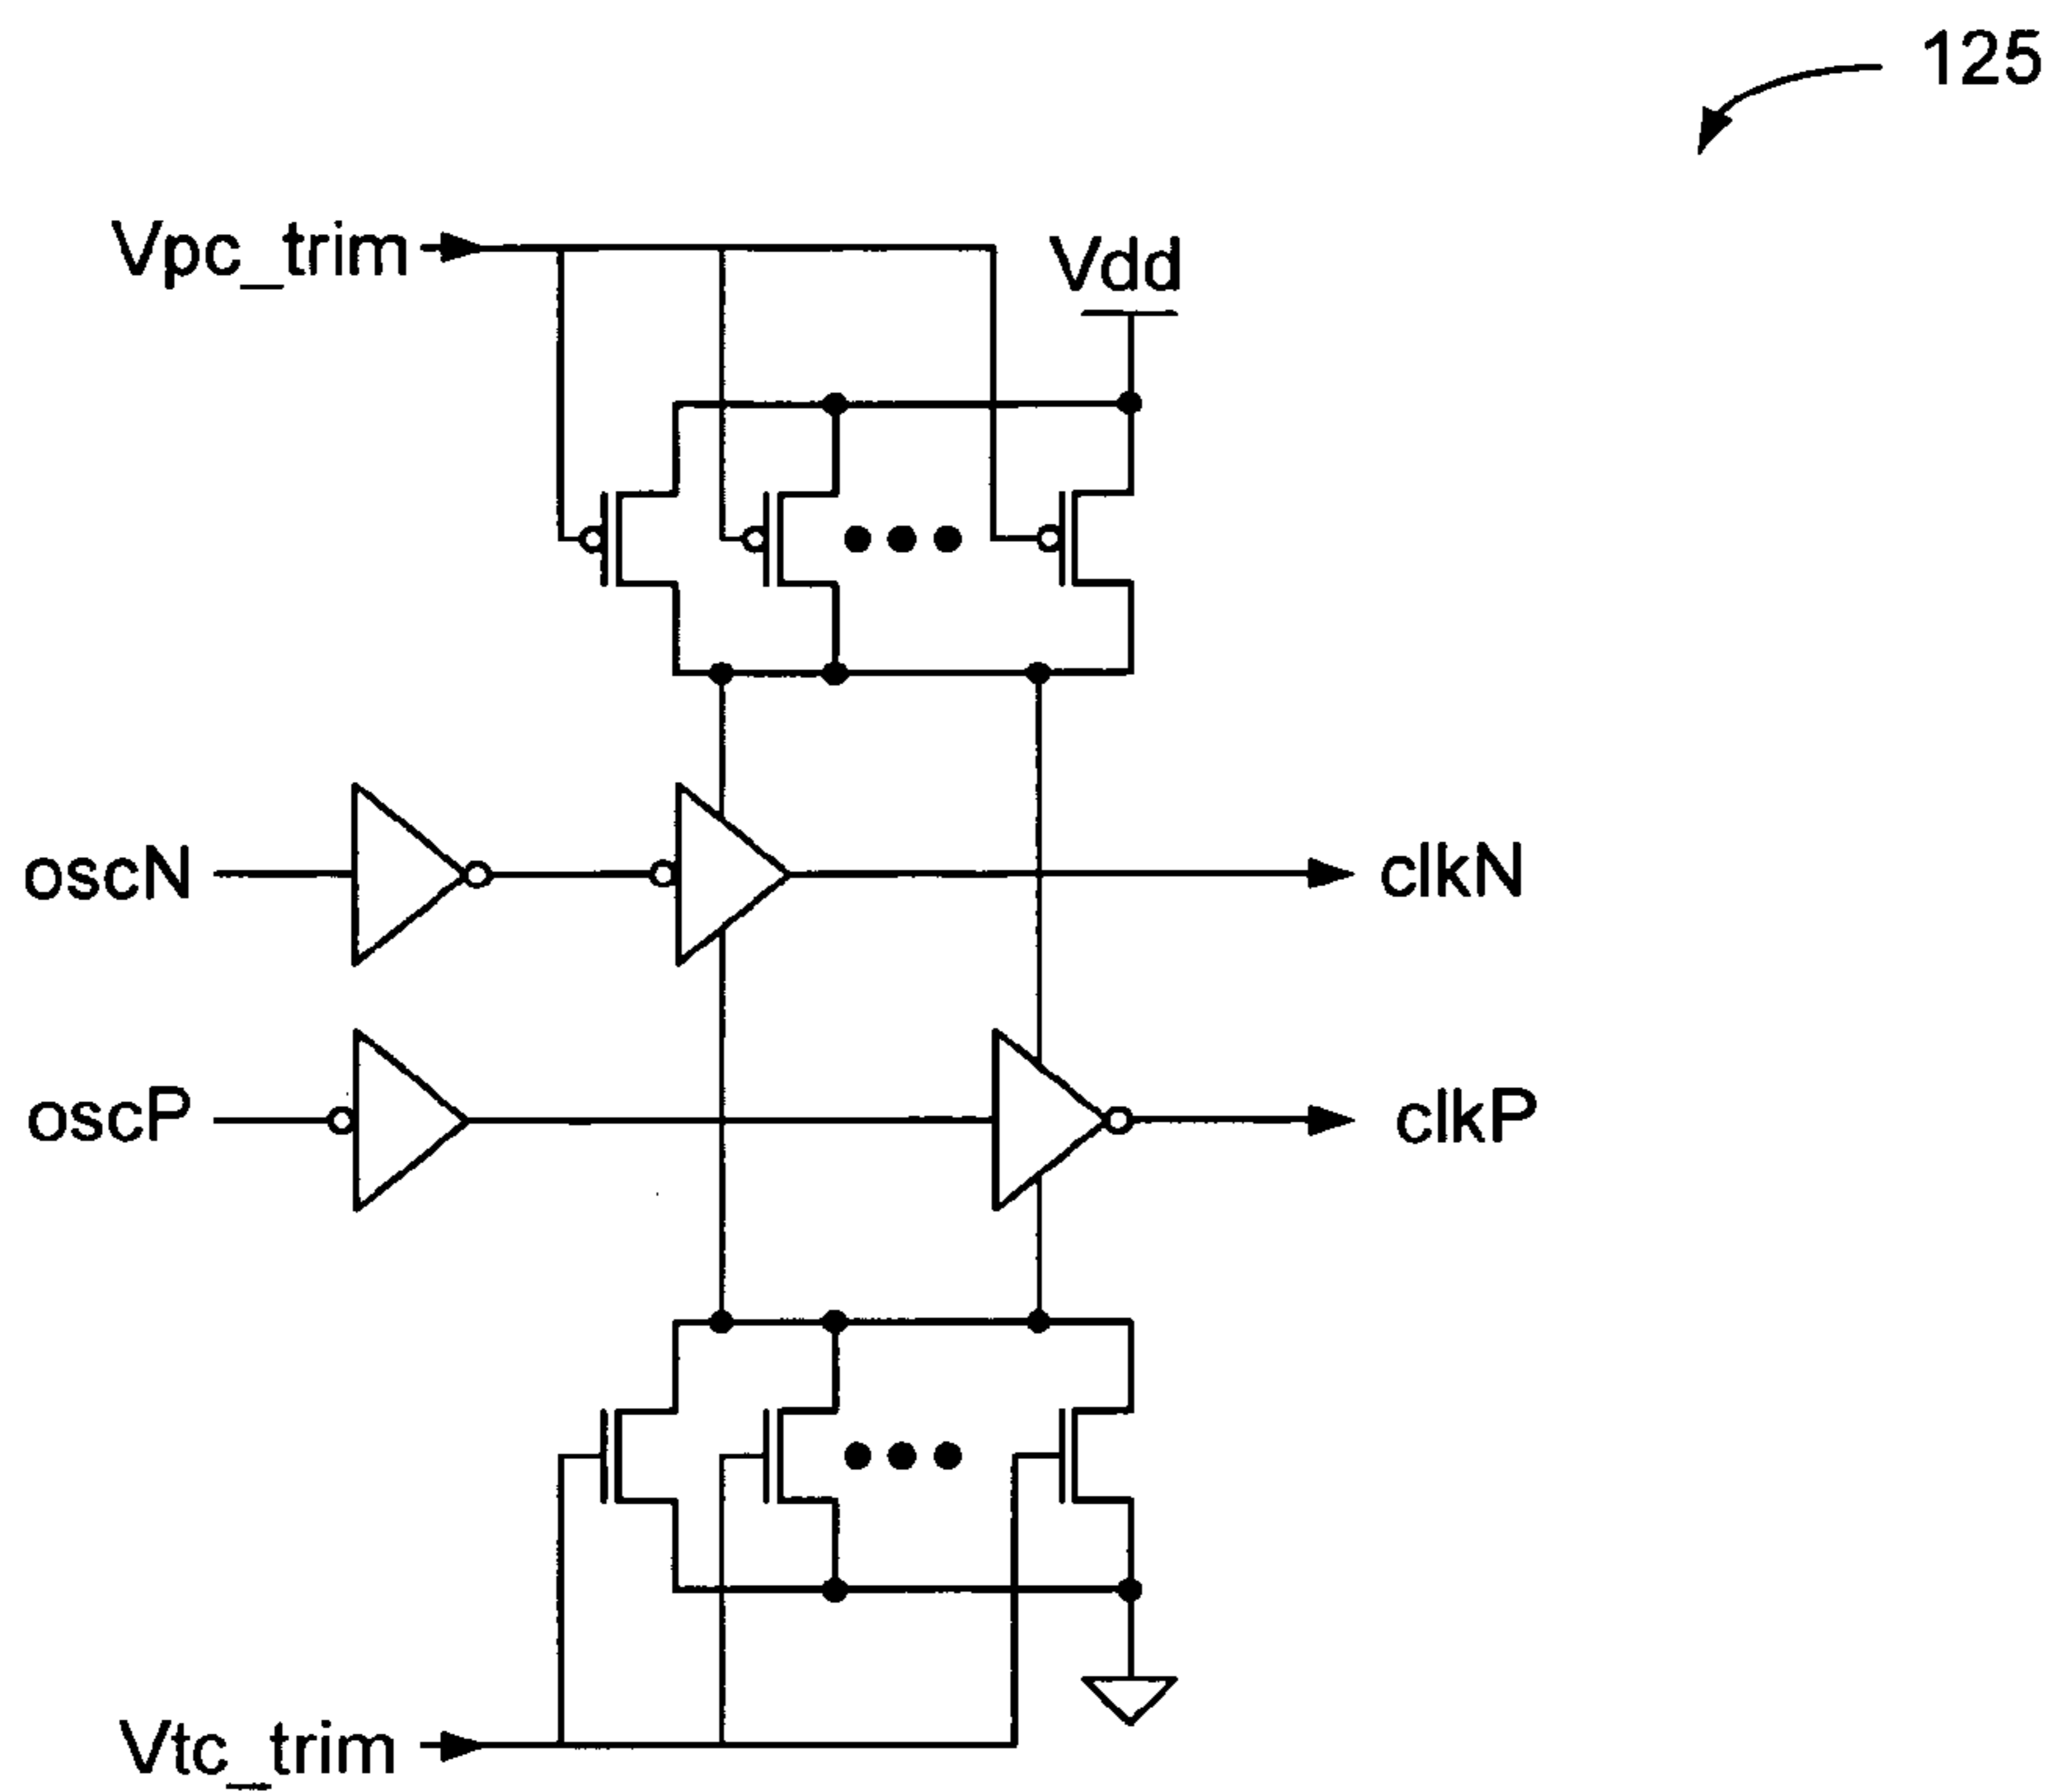 125
Vpc_trim
Vdd
oscN
clkN
oscP
clkP
Vtc_trim